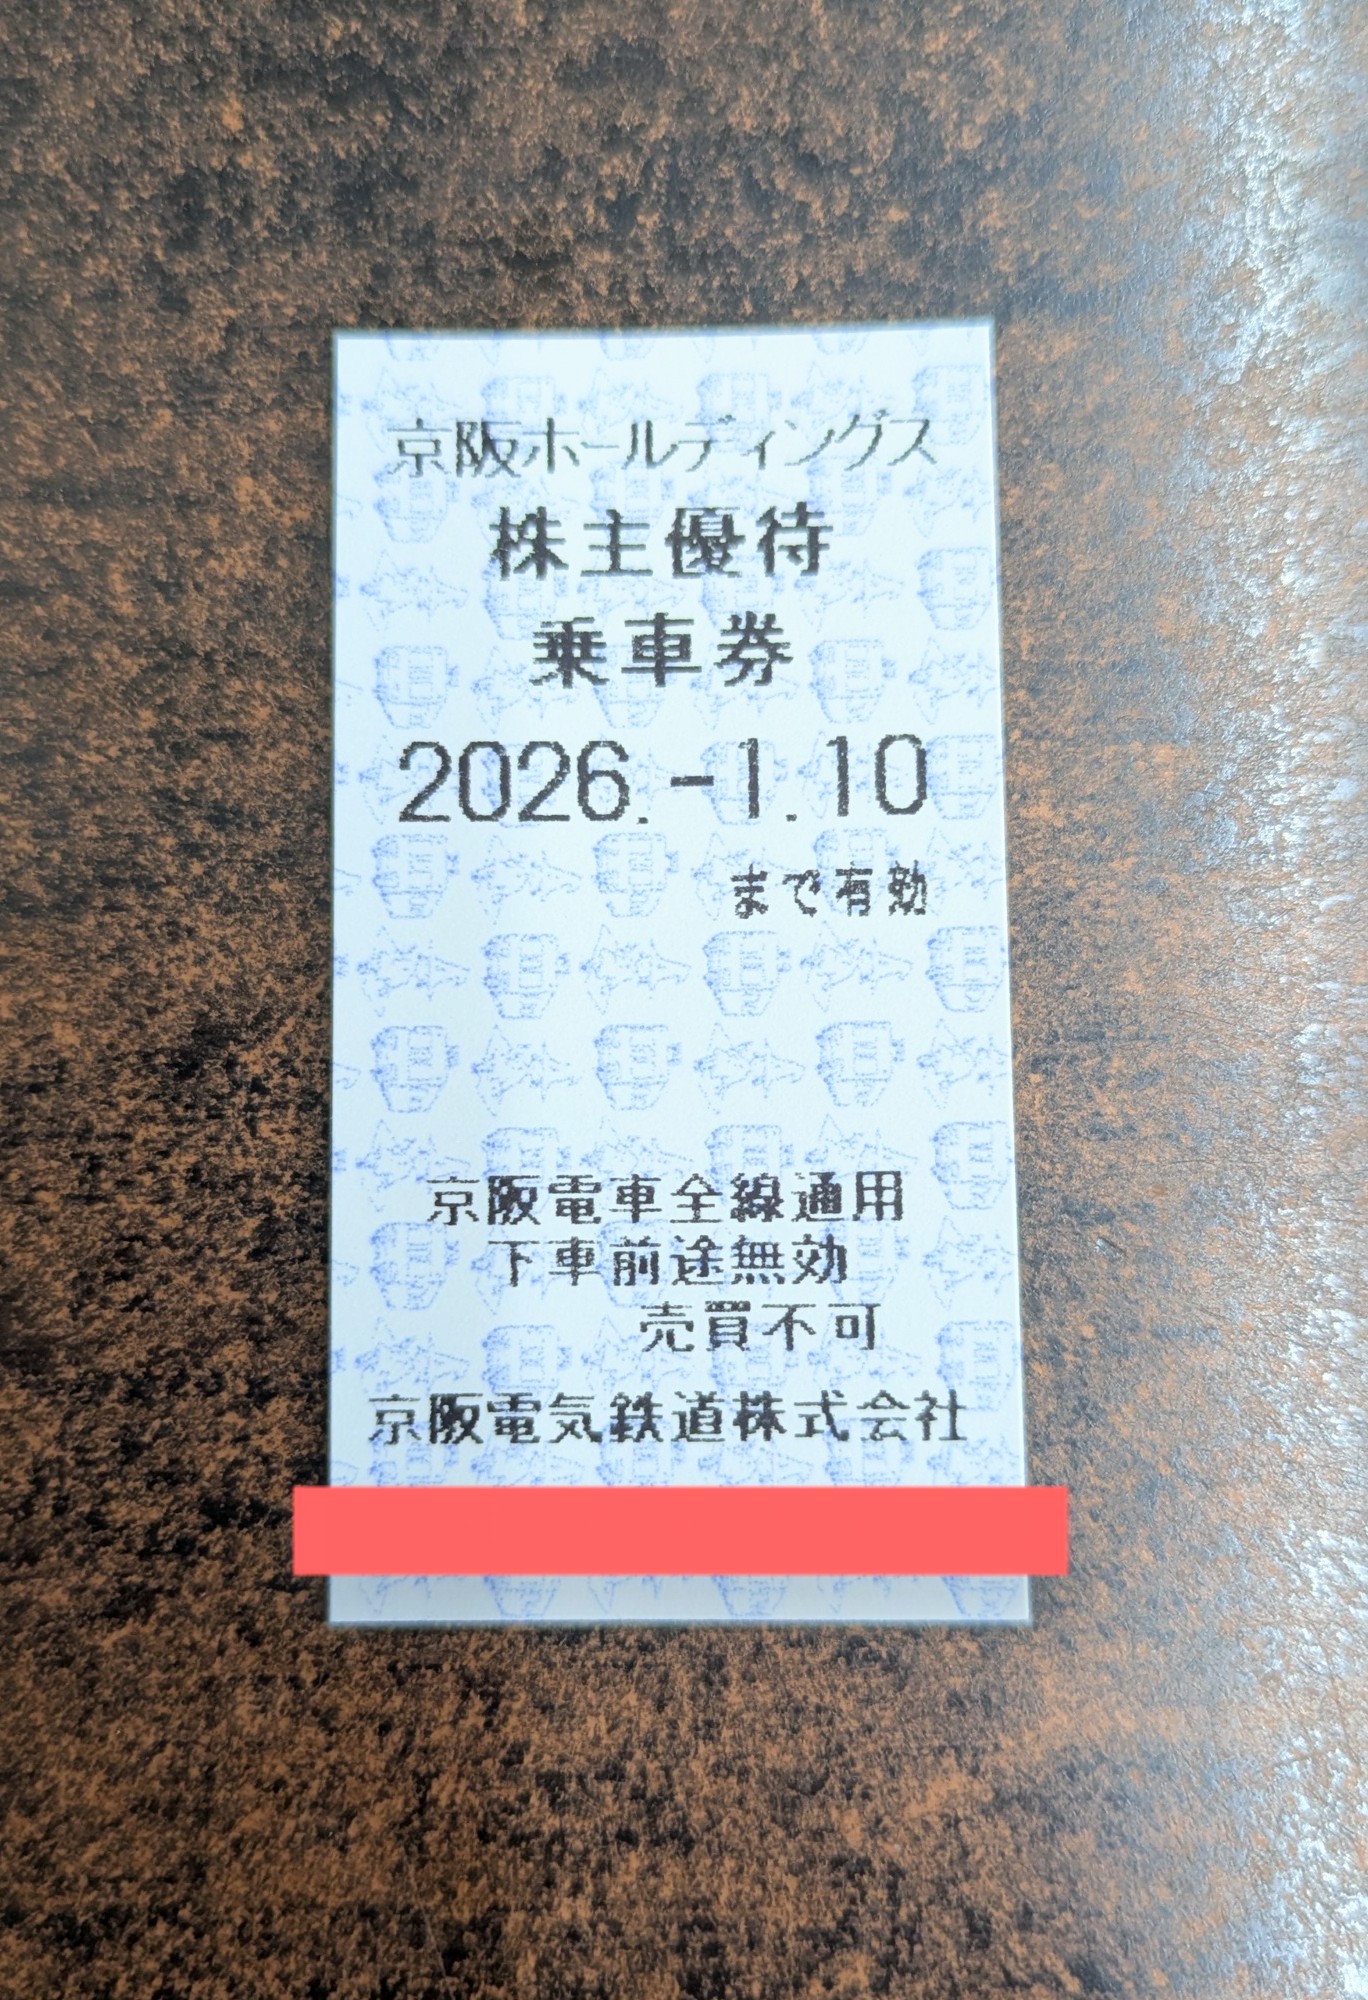 京阪ホールディングス
株主優待
乗車券
2026.-1.10
まで有効
京阪電車全線通用
下車前途無効
売買不可
京阪電気鉄道株式会社